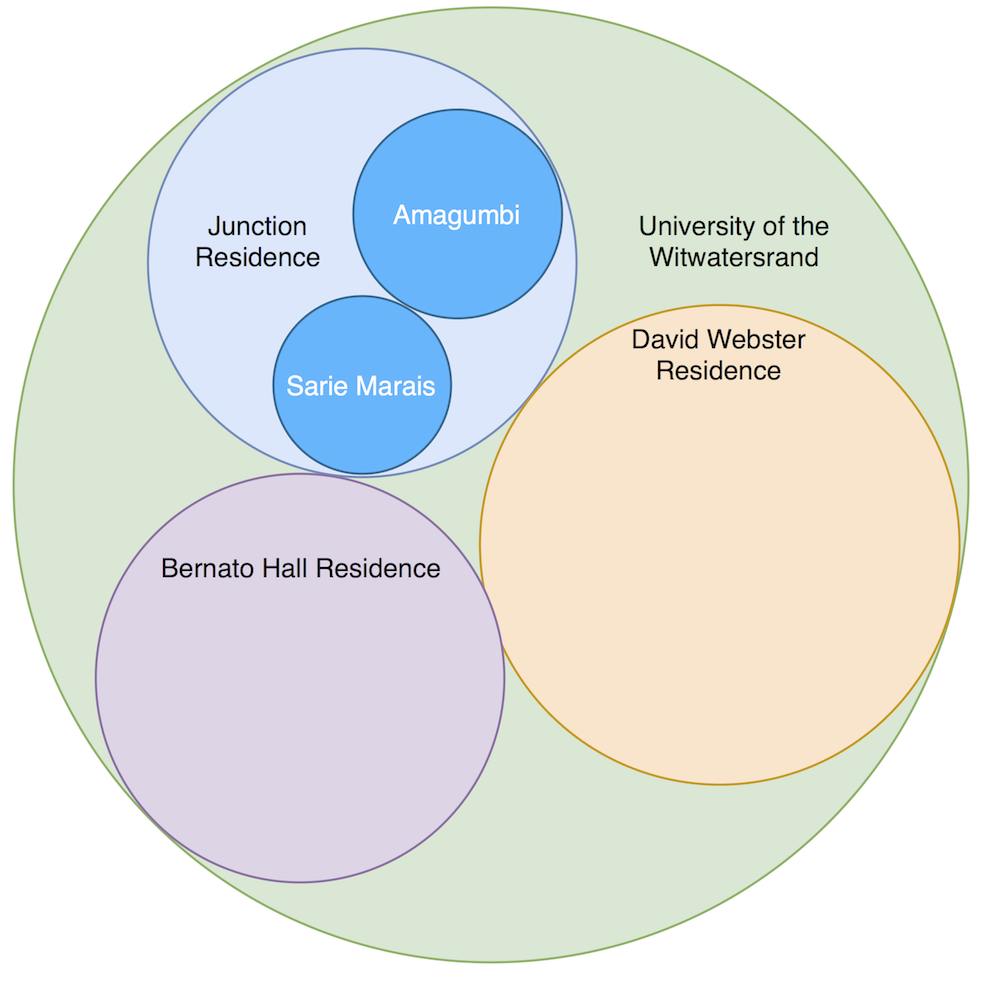 Junction
Residence
Amagumbi
University of the
Witwatersrand
Sarie Marais
David Webster
Residence
Bernato Hall Residence